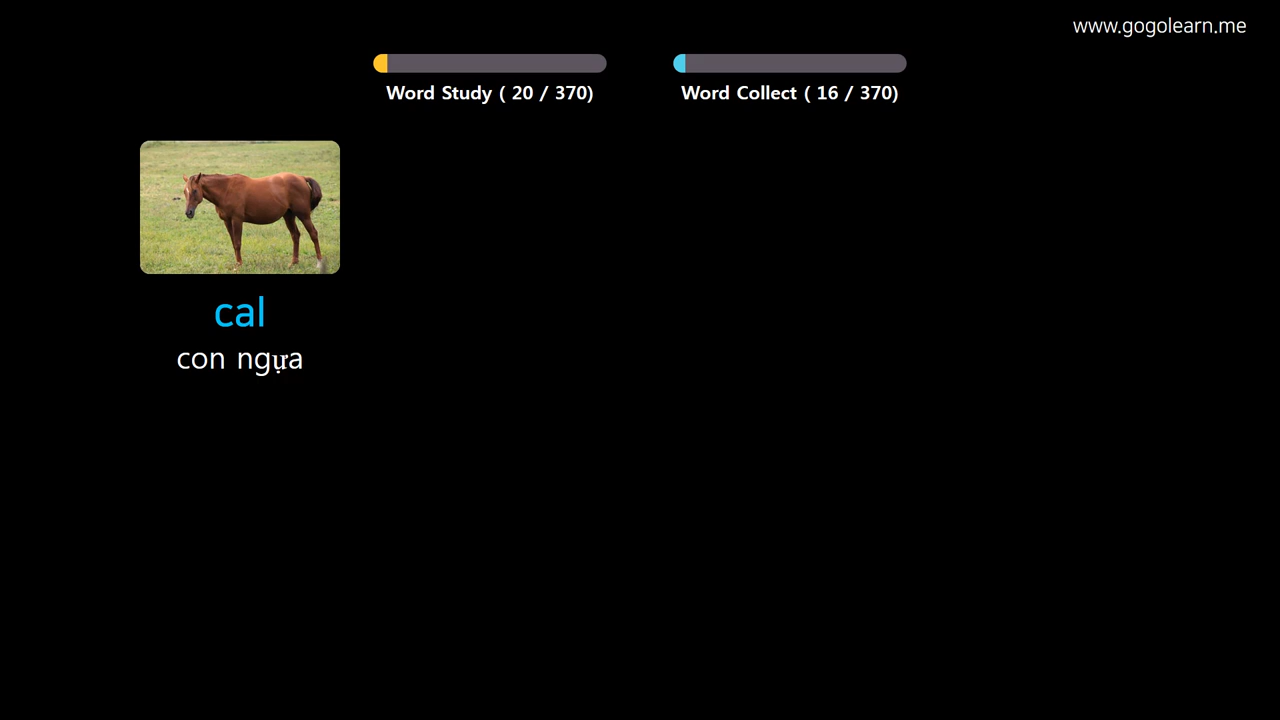 www.gogolearn.me
Word Study ( 20 / 370)
Word Collect ( 16 / 370)
cal
con ngựa